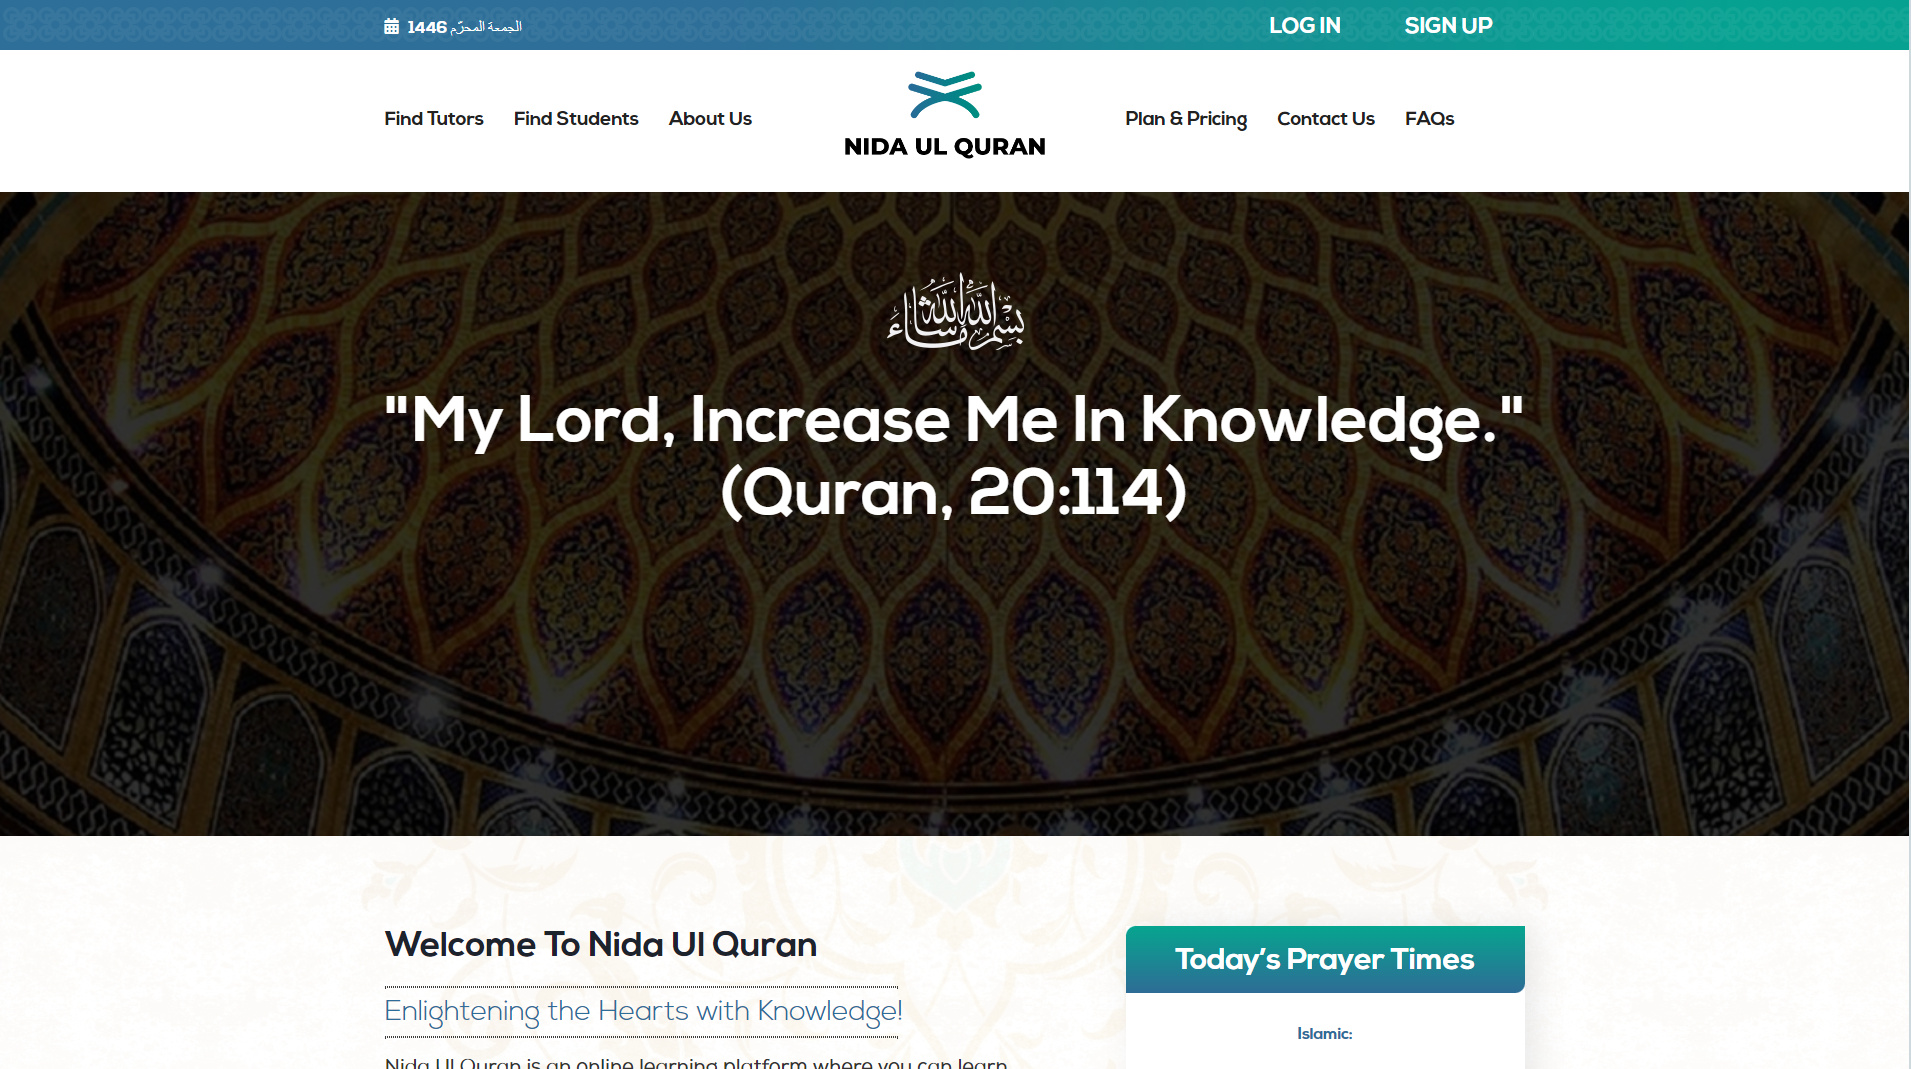 الجمعة المحرّم 1446
LOG IN
SIGN UP
Find Tutors
Find Students
About Us
NIDA UL QURAN
Plan & Pricing
Contact Us
FAQs
بسم الله ماشاء الله
"My Lord, Increase Me In Knowledge."
(Quran, 20:114)
Welcome To Nida Ul Quran
Enlightening the Hearts with Knowledge!
Nida Ul Quran is an online learning platform where you can learn
Today's Prayer Times
Islamic: